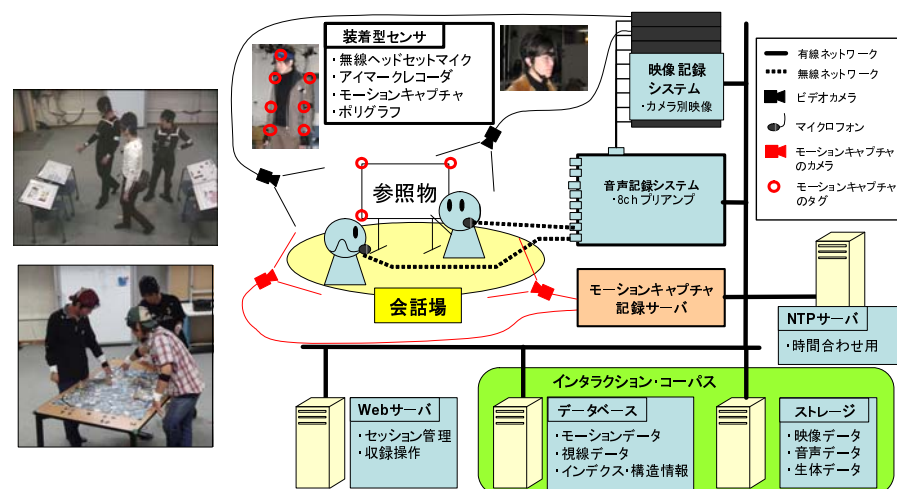 装着型センサ
・無線ヘッドセットマイク
・アイマークレコーダ
・モーションキャプチャ
・ポリグラフ
映像記録
システム
・カメラ別映像
有線ネットワーク
無線ネットワーク
ビデオカメラ
マイクロフォン
モーションキャプチャ
のカメラ
モーションキャプチャ
のタグ
参照物
音声記録システム
・8chプリアンプ
会話場
モーションキャプチャ
記録サーバ
NTPサーバ
・時間合わせ用
インタラクション・コーパス
Webサーバ
・セッション管理
・収録操作
データベース
・モーションデータ
・視線データ
・インデクス・構造情報
ストレージ
・映像データ
・音声データ
・生体データ